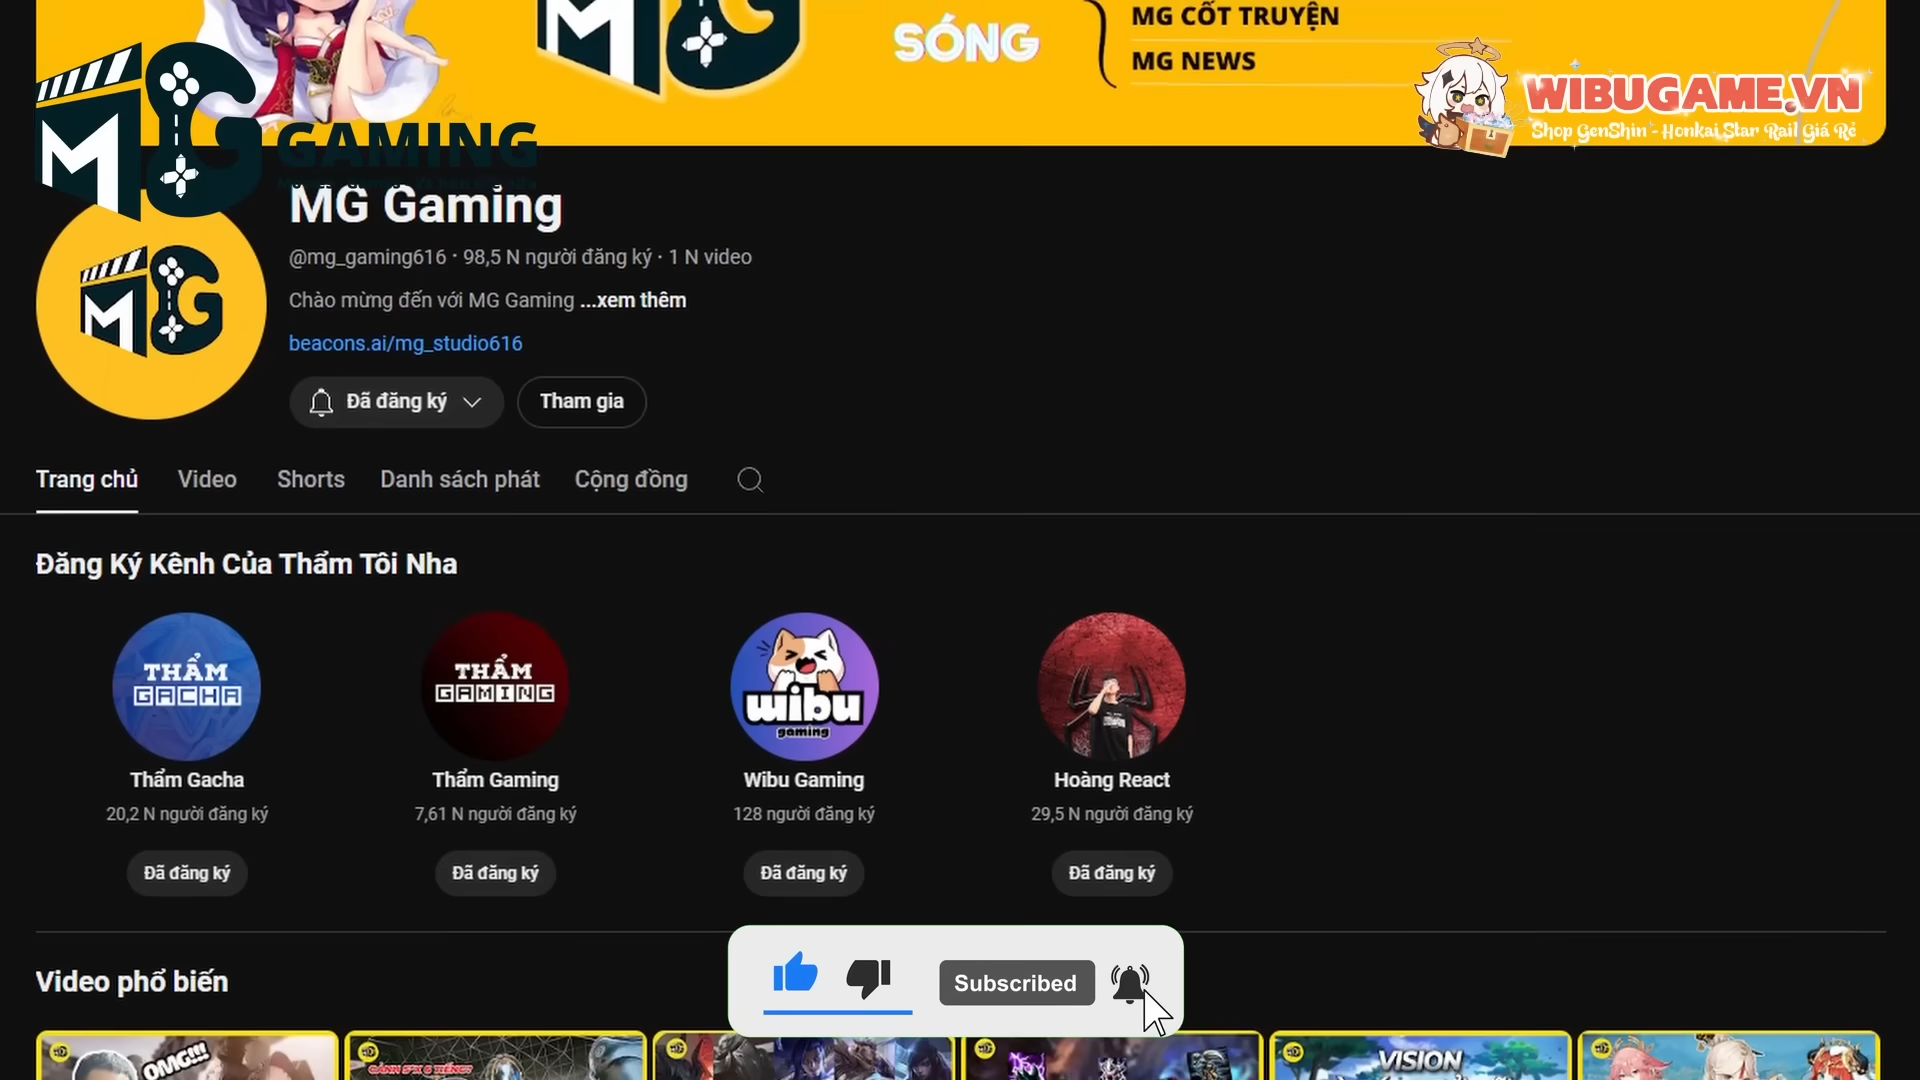 MG CỐT TRUYỆN
SÓNG
MG NEWS
MG
WIBUGAME.VN
Shop GenShin - Honkai Star Rail Giá Rẻ
MG
GAMING
MG Gaming
@mg_gaming616 · 98,5 N người đăng ký · 1 N video
MG
Chào mừng đến với MG Gaming ...xem thêm
beacons.ai/mg_studio616
Đã đăng ký
Tham gia
Trang chủ
Video
Shorts
Danh sách phát
Cộng đồng
Đăng Ký Kênh Của Thẩm Tôi Nha
THẨM
GACHA
THẨM
GAMING
wibu
gaming
Thẩm Gacha
Thẩm Gaming
Wibu Gaming
Hoàng React
20,2 N người đăng ký
7,61 N người đăng ký
128 người đăng ký
29,5 N người đăng ký
Đã đăng ký
Đã đăng ký
Đã đăng ký
Đã đăng ký
Video phổ biến
Subscribed
OMG!!!
VISION